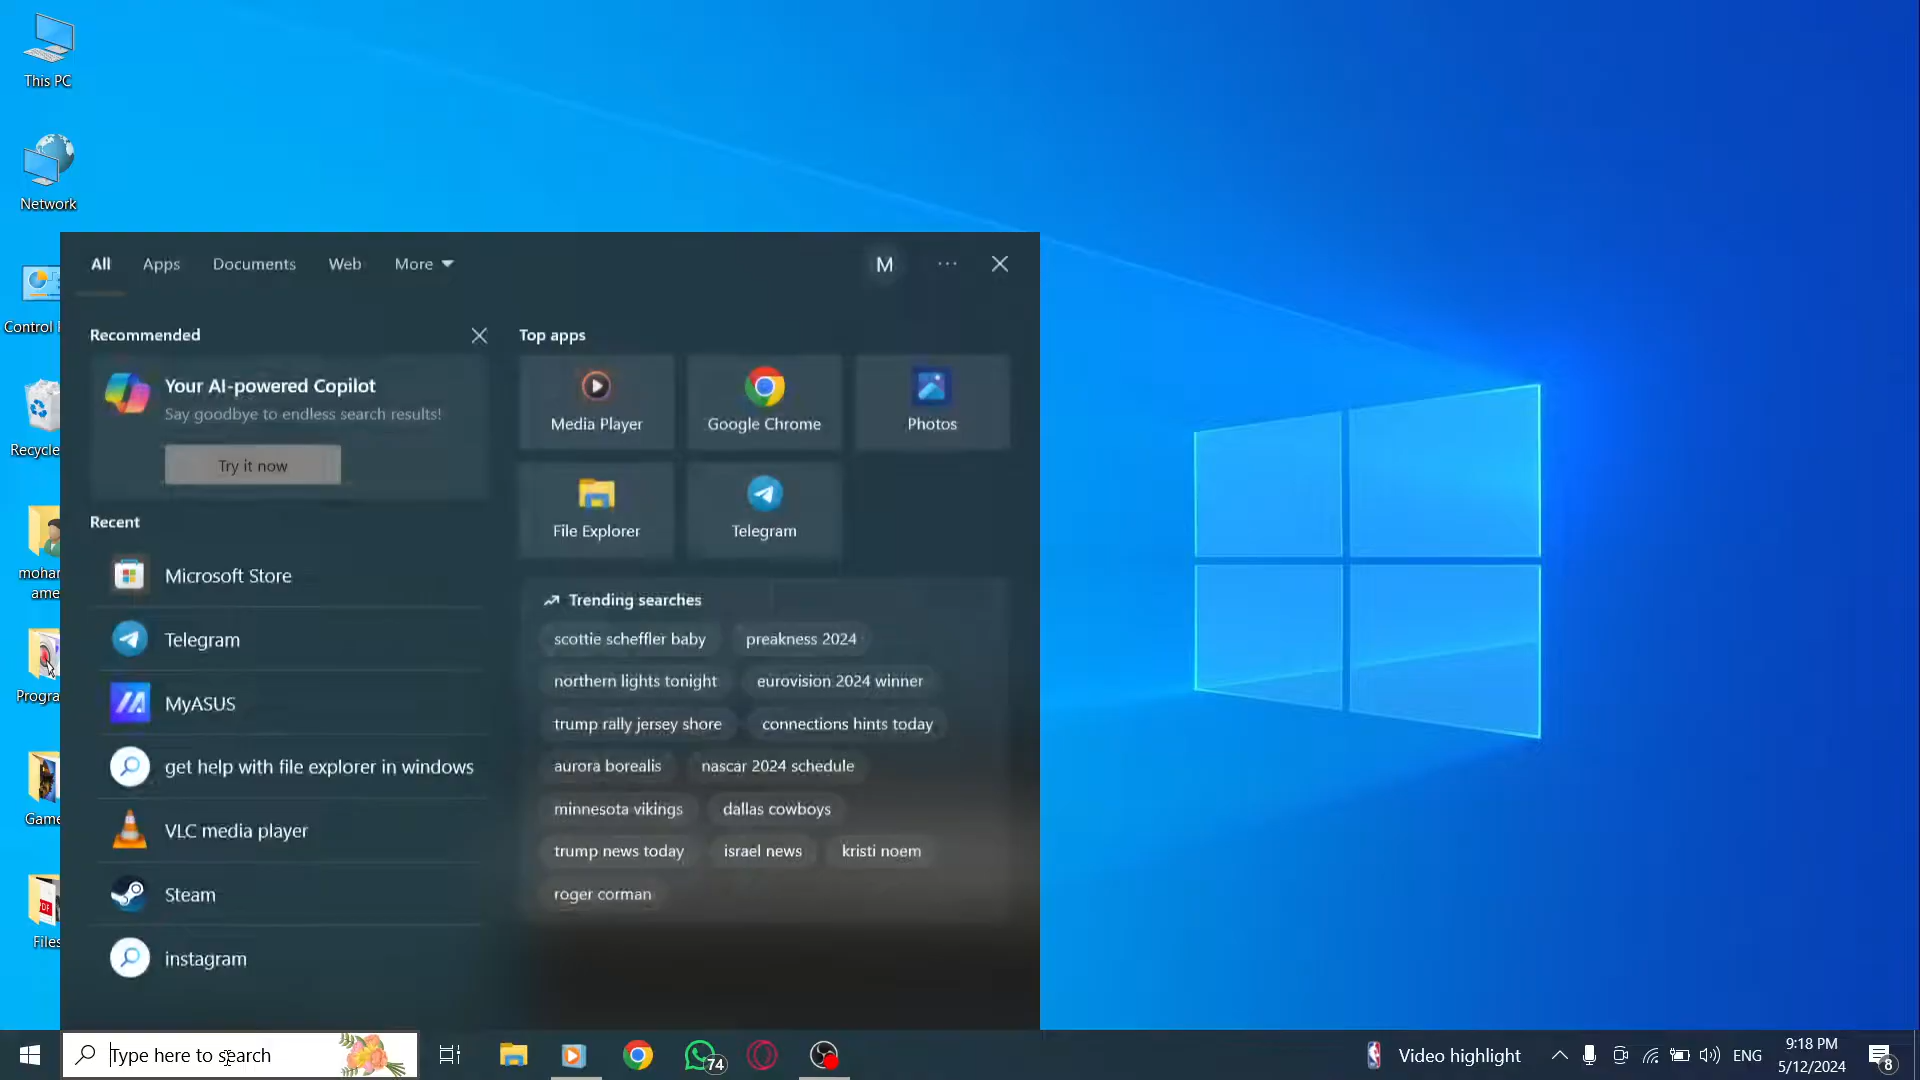 This PC
Network
Control
Recycle
mohar
ame
Progra
Game
Files
All
Apps
Documents
Web
More
M
Recommended
Your AI-powered Copilot
Say goodbye to endless search results!
Try it now
Recent
Microsoft Store
Telegram
MyASUS
get help with file explorer in windows
VLC media player
Steam
instagram
Top apps
Media Player
Google Chrome
Photos
File Explorer
Telegram
Trending searches
scottie scheffler baby
preakness 2024
northern lights tonight
eurovision 2024 winner
trump rally jersey shore
connections hints today
aurora borealis
nascar 2024 schedule
minnesota vikings
dallas cowboys
trump news today
israel news
kristi noem
roger corman
Type here to search
74
Video highlight
ENG
9:18 PM
5/12/2024
8